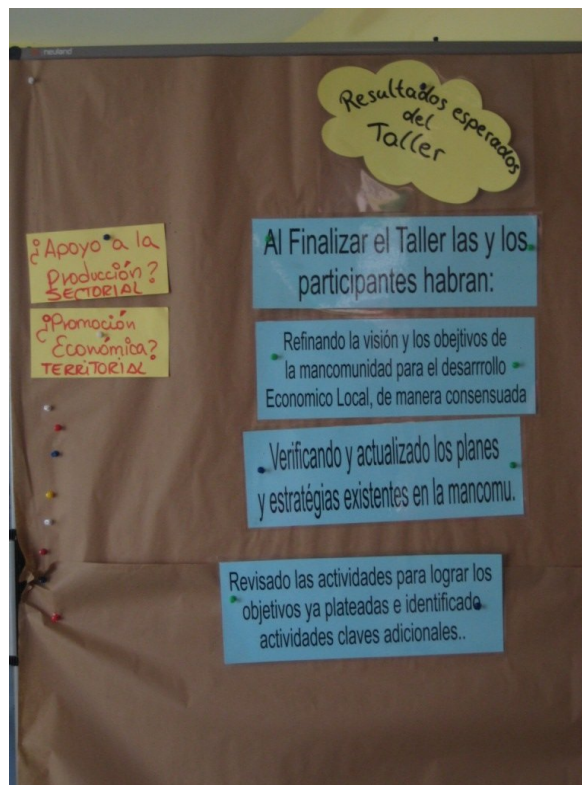 neuland
Resultados esperados
del
Taller
¿Apoyo a la
Producción?
SECTORIAL!
¿Promoción
Económica?
TERRITORIAL!
Al Finalizar el Taller las y los
participantes habran:
Refinando la visión y los obejtivos de
la mancomunidad para el desarrrollo
Economico Local, de manera consensuada
Verificando y actualizado los planes
y estratégias existentes en la mancomu.
Revisado las actividades para lograr los
objetivos ya plateadas e identificado
actividades claves adicionales..